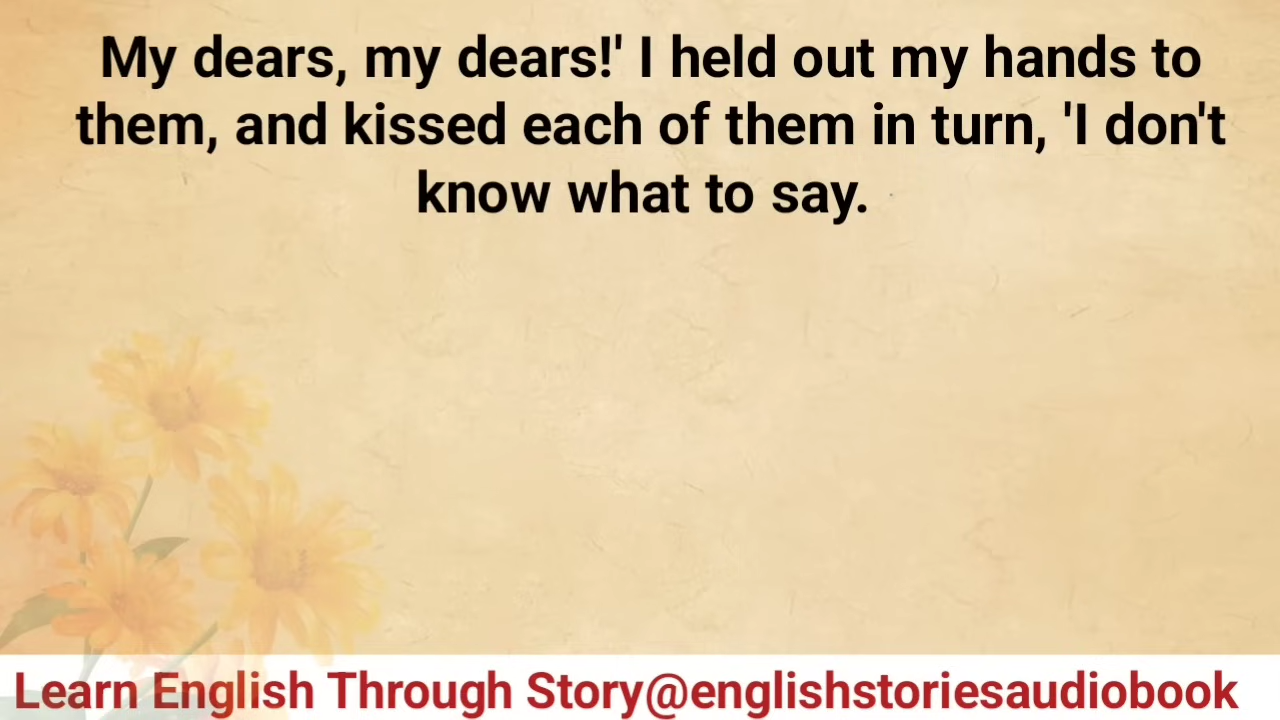 My dears, my dears!' I held out my hands to
them, and kissed each of them in turn, 'I don't
know what to say.
Learn English Through Story@englishstoriesaudiobook